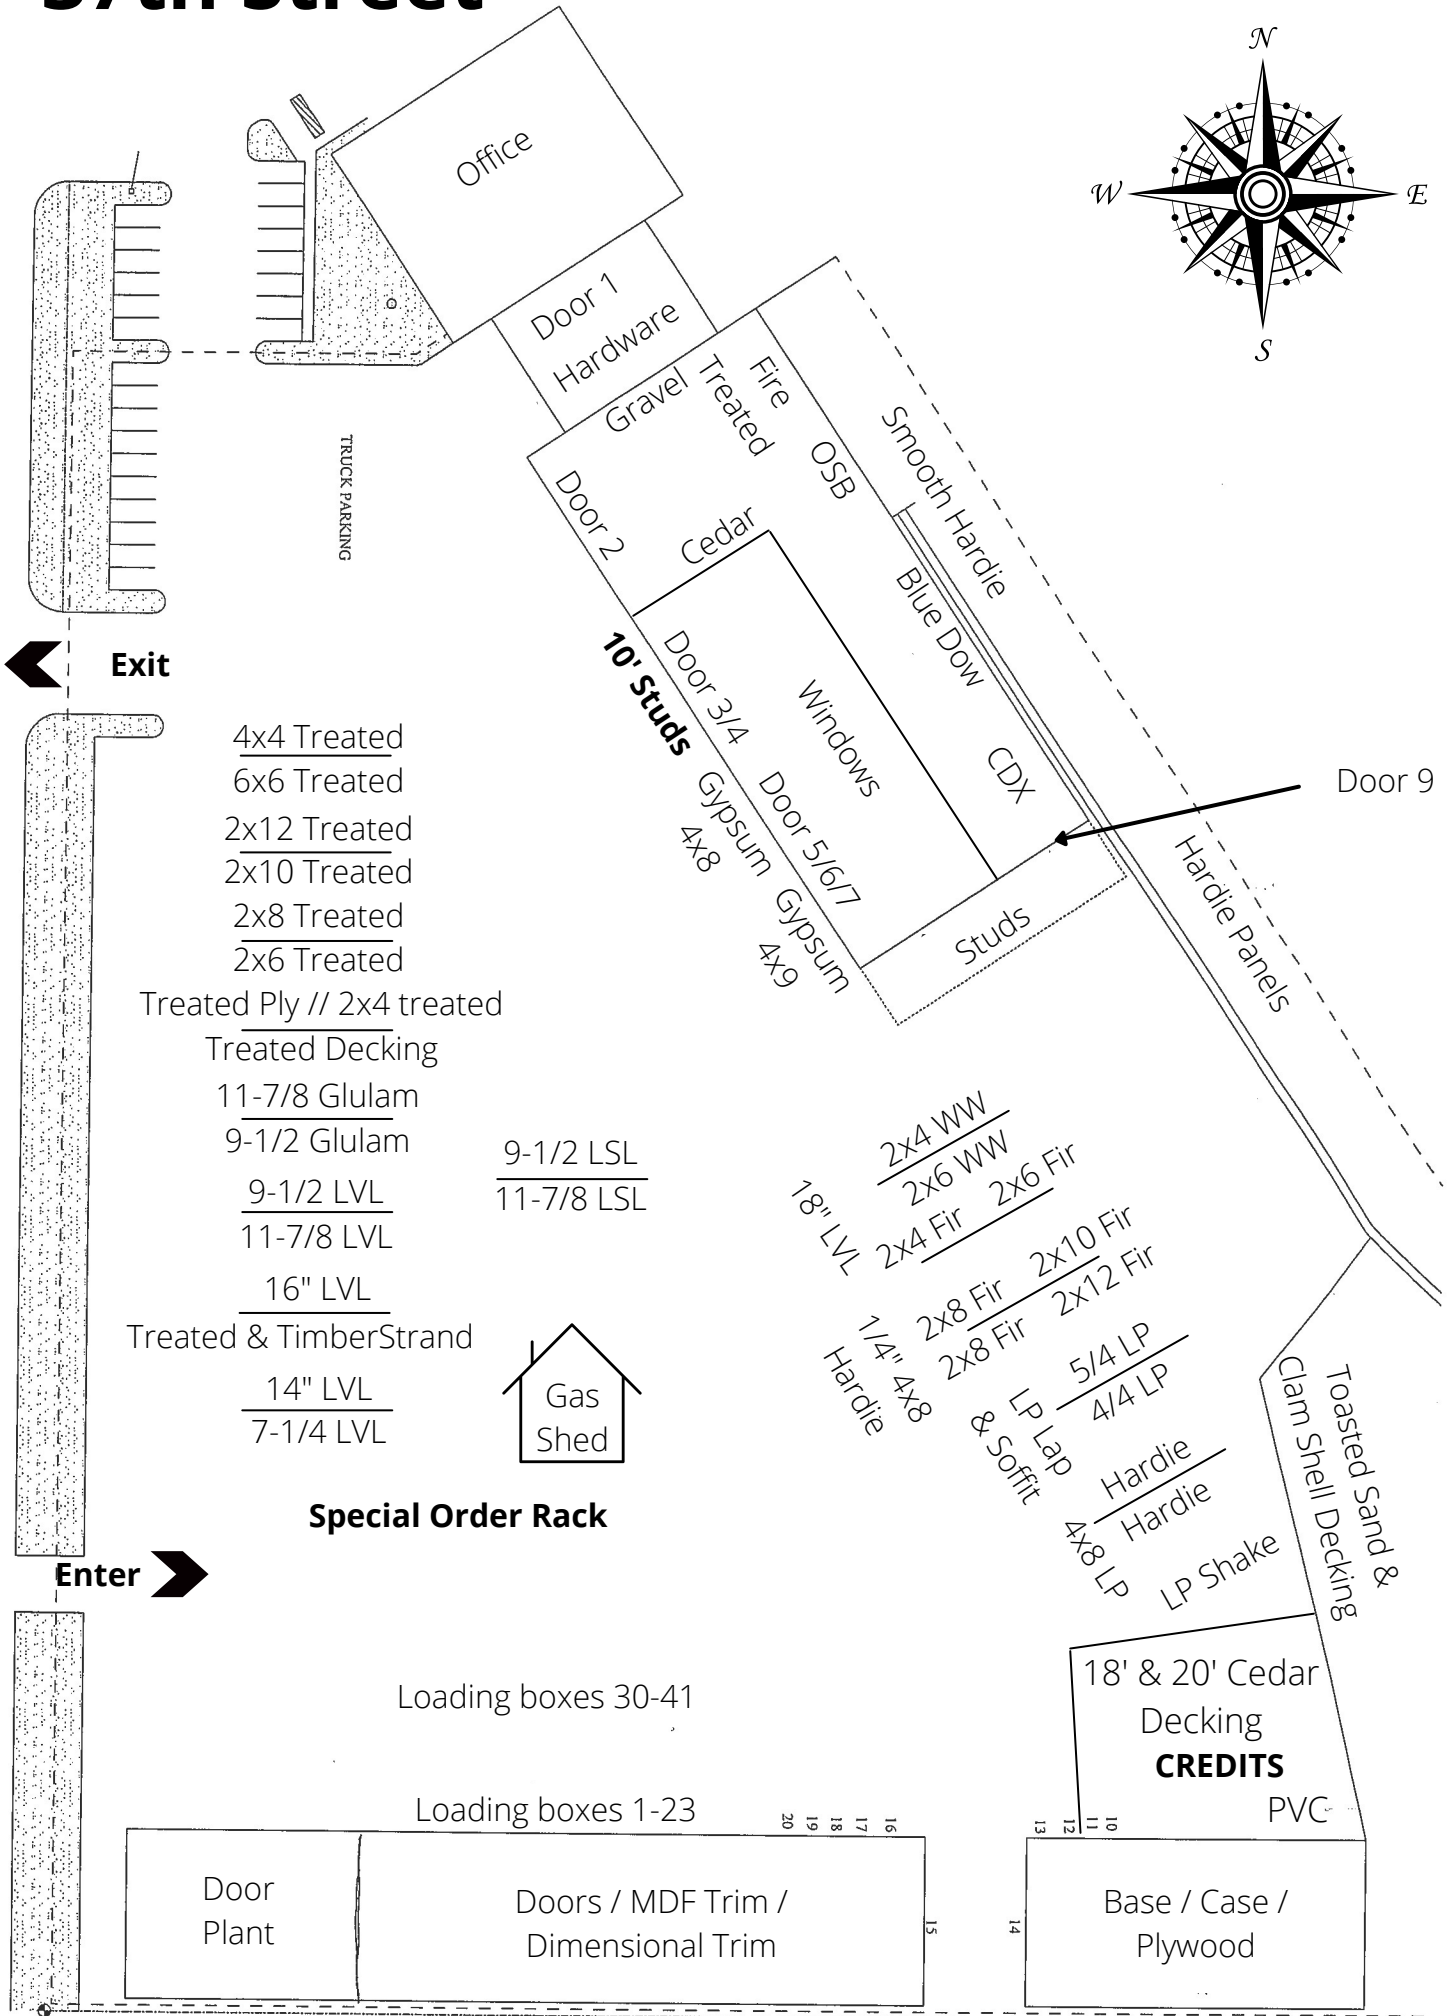 Street
N
W
E
S
Office
Door 1
Hardware
Gravel
Fire
Treated
OSB
Smooth Hardie
TRUCK PARKING
Door 2
Cedar
Blue Dow
Exit
10' Studs
Door 3/4
Windows
CDX
Door 9
4x4 Treated
6x6 Treated
2x12 Treated
2x10 Treated
2x8 Treated
2x6 Treated
Treated Ply // 2x4 treated
Treated Decking
11-7/8 Glulam
9-1/2 Glulam
9-1/2 LVL
11-7/8 LVL
16" LVL
Treated & TimberStrand
14" LVL
7-1/4 LVL
9-1/2 LSL
11-7/8 LSL
Gas
Shed
Special Order Rack
Enter
Gypsum
4x8
Door 5/6/7
Gypsum
4x9
Studs
Hardie Panels
2x4 WW
2x6 WW
18" LVL
2x6 Fir
2x4 Fir
2x10 Fir
2x8 Fir
2x12 Fir
2x8 Fir
1/4" 4x8
Hardie
5/4 LP
4/4 LP
LP Lap
& Soffit
Hardie
Hardie
4x8 LP
LP Shake
Toasted Sand &
Clam Shell Decking
18' & 20' Cedar
Decking
CREDITS
PVC
Loading boxes 30-41
Loading boxes 1-23
20
19
18
17
16
13
12
11
10
Door
Plant
Doors / MDF Trim /
Dimensional Trim
15
14
Base / Case /
Plywood